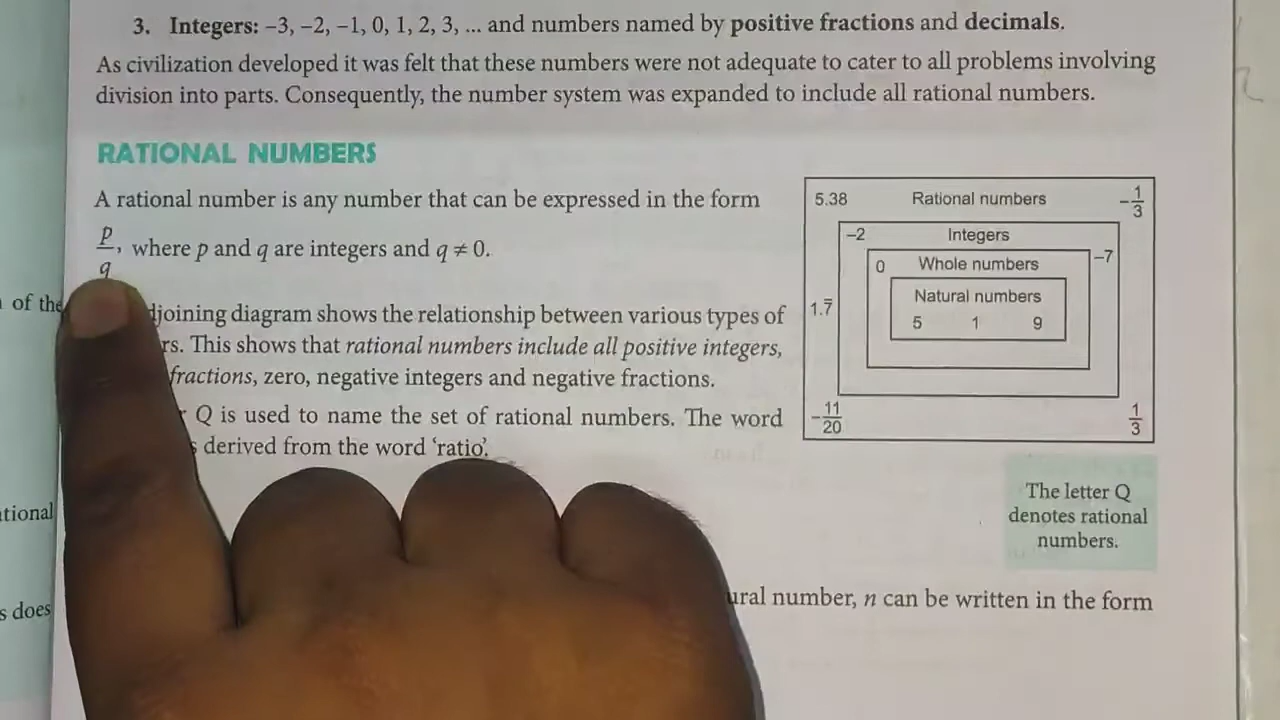 3. Integers: –3, –2, –1, 0, 1, 2, 3, ... and numbers named by positive fractions and decimals.
As civilization developed it was felt that these numbers were not adequate to cater to all problems involving
division into parts. Consequently, the number system was expanded to include all rational numbers.
RATIONAL NUMBERS
A rational number is any number that can be expressed in the form
p/q, where p and q are integers and q ≠ 0.
of the
djoining diagram shows the relationship between various types of
rs. This shows that rational numbers include all positive integers,
fractions, zero, negative integers and negative fractions.
Q is used to name the set of rational numbers. The word
derived from the word ‘ratio’.
5.38 Rational numbers –1/3
–2 Integers
0 Whole numbers –7
Natural numbers
1.7̅
5 1 9
–11/20 1/3
The letter Q
denotes rational
numbers.
ational
s does
ural number, n can be written in the form